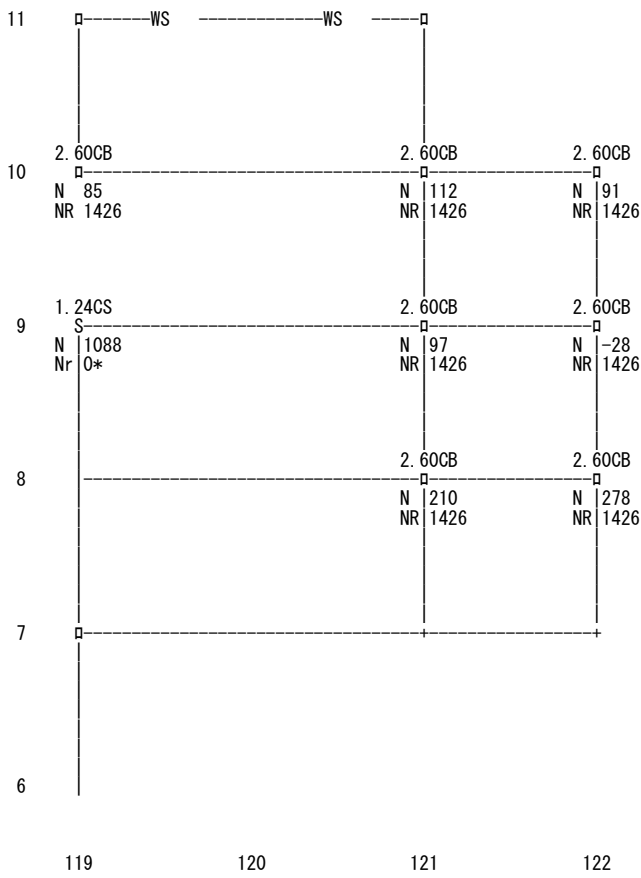 11 WS WS
2.60CB 2.60CB 2.60CB
10
N 85 N 112 N 91
NR 1426 NR 1426 NR 1426
1.24CS 2.60CB 2.60CB
9 S
N 1088 N 97 N -28
Nr 0* NR 1426 NR 1426
2.60CB 2.60CB
8
N 210 N 278
NR 1426 NR 1426
7
6
119 120 121 122